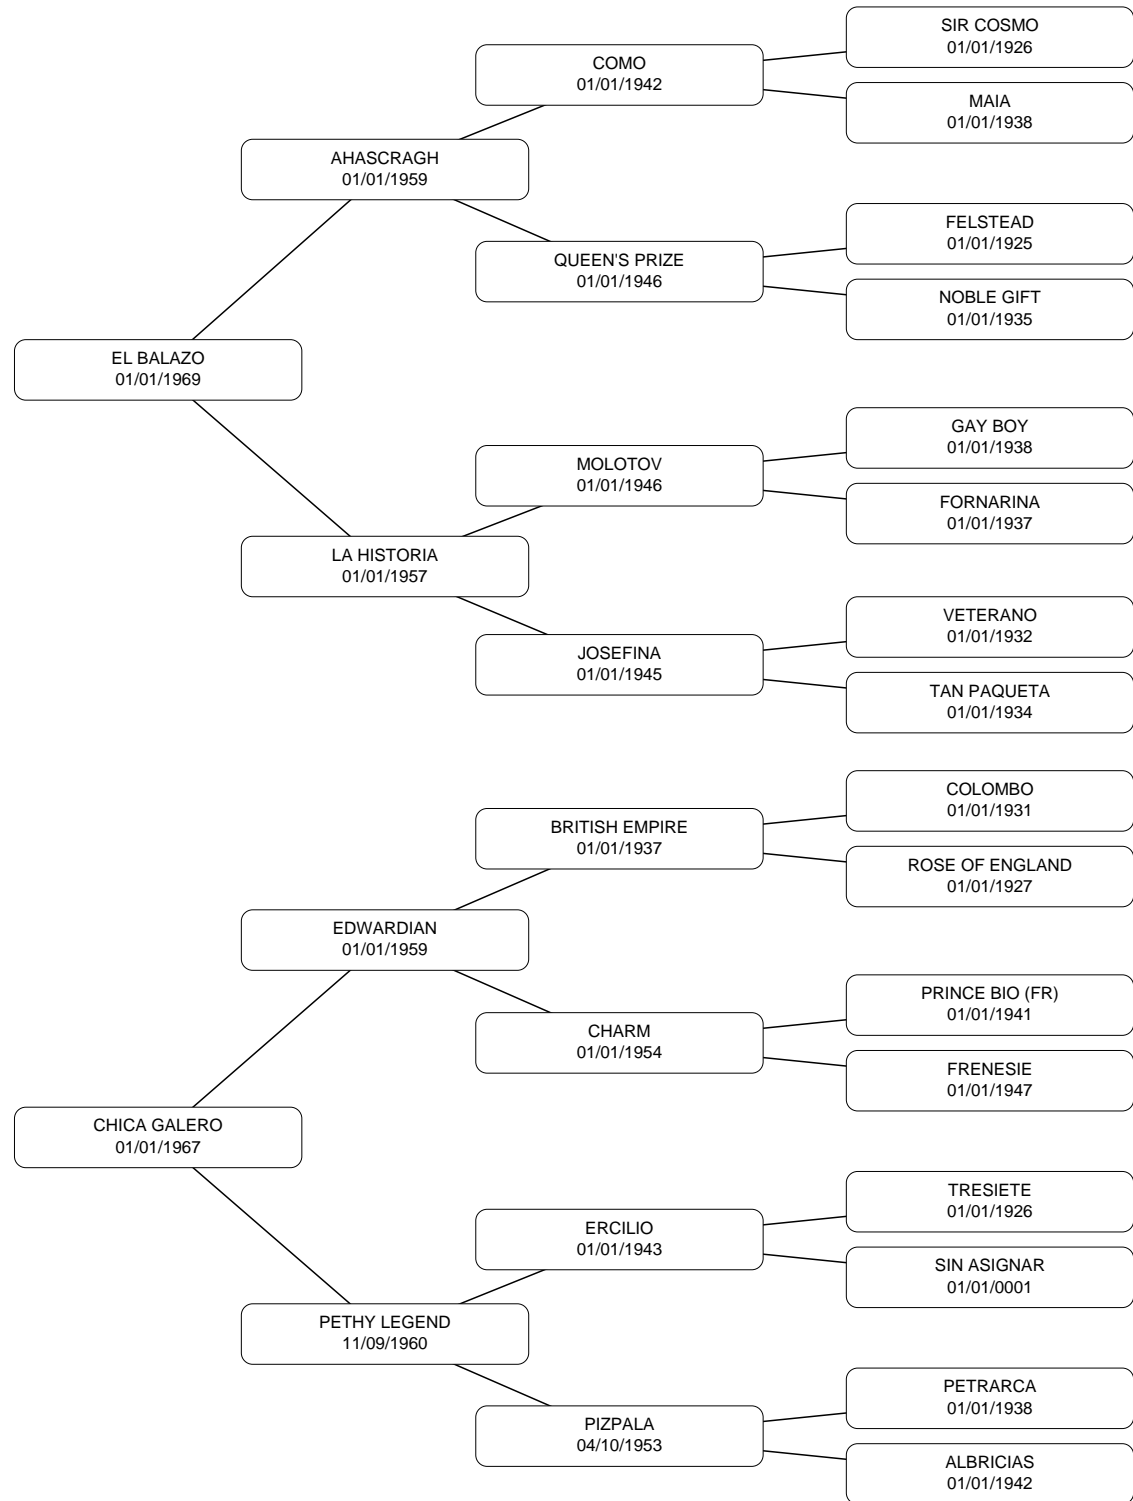 SIR COSMO
01/01/1926
COMO
01/01/1942
MAIA
01/01/1938
AHASCRAGH
01/01/1959
FELSTEAD
01/01/1925
QUEEN'S PRIZE
01/01/1946
NOBLE GIFT
01/01/1935
EL BALAZO
01/01/1969
GAY BOY
01/01/1938
MOLOTOV
01/01/1946
FORNARINA
01/01/1937
LA HISTORIA
01/01/1957
VETERANO
01/01/1932
JOSEFINA
01/01/1945
TAN PAQUETA
01/01/1934
COLOMBO
01/01/1931
BRITISH EMPIRE
01/01/1937
ROSE OF ENGLAND
01/01/1927
EDWARDIAN
01/01/1959
PRINCE BIO (FR)
01/01/1941
CHARM
01/01/1954
FRENESIE
01/01/1947
CHICA GALERO
01/01/1967
TRESIETE
01/01/1926
ERCILIO
01/01/1943
SIN ASIGNAR
01/01/0001
PETHY LEGEND
11/09/1960
PETRARCA
01/01/1938
PIZPALA
04/10/1953
ALBRICIAS
01/01/1942